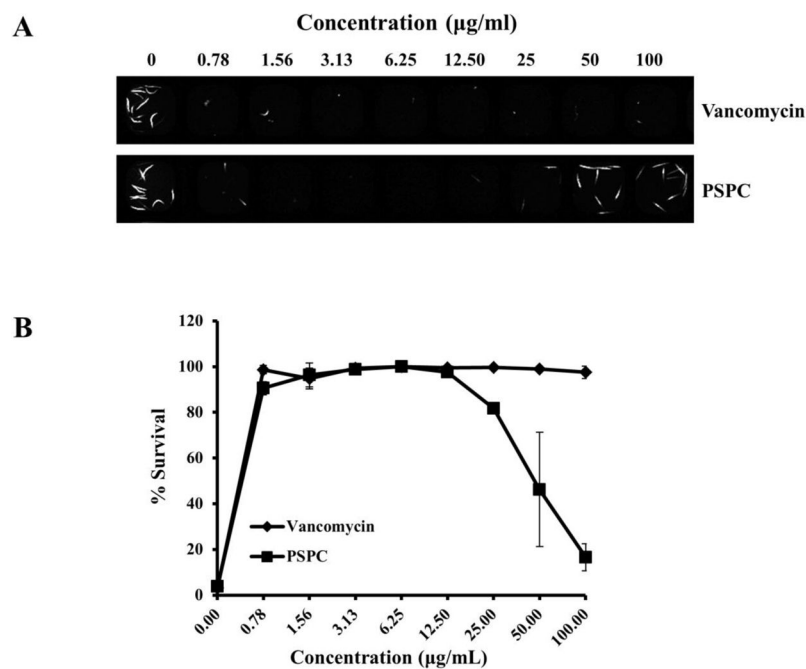 A
Concentration (µg/ml)
0 0.78 1.56 3.13 6.25 12.50 25 50 100
Vancomycin
PSPC
B
120
100
80
60
40
20
0
% Survival
Vancomycin
PSPC
0.00 0.78 1.56 3.13 6.25 12.50 25.00 50.00 100.00
Concentration (µg/mL)